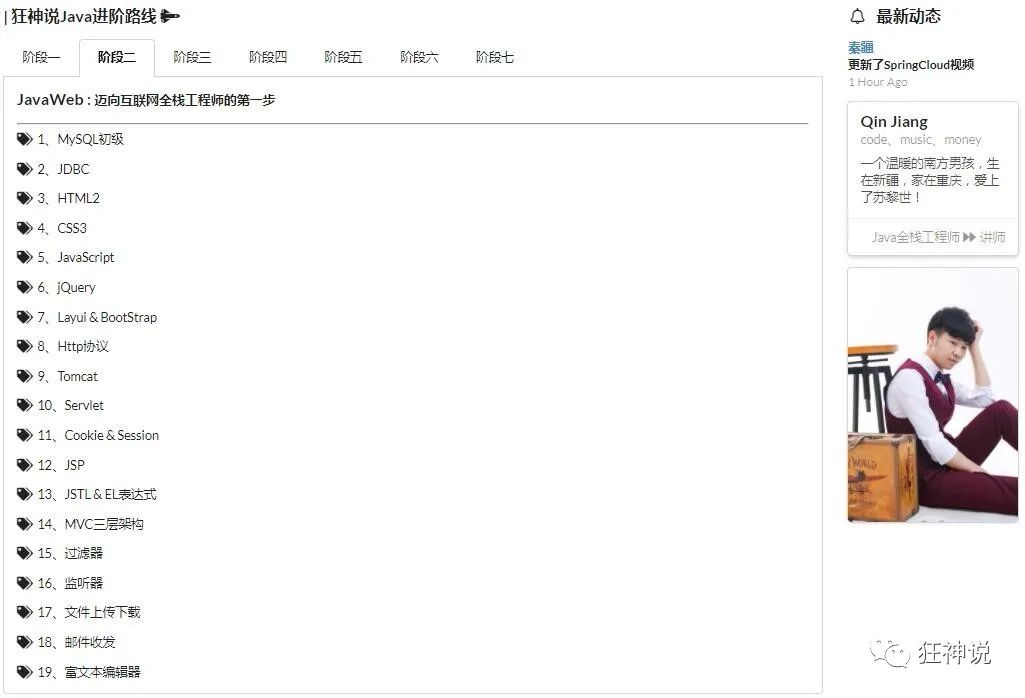 | 狂神说Java进阶路线
阶段一 阶段二 阶段三 阶段四 阶段五 阶段六 阶段七
JavaWeb : 迈向互联网全栈工程师的第一步
1、MySQL初级
2、JDBC
3、HTML2
4、CSS3
5、JavaScript
6、jQuery
7、Layui & BootStrap
8、Http协议
9、Tomcat
10、Servlet
11、Cookie & Session
12、JSP
13、JSTL & EL表达式
14、MVC三层架构
15、过滤器
16、监听器
17、文件上传下载
18、邮件收发
19、富文本编辑器
最新动态
秦疆
更新了SpringCloud视频
1 Hour Ago
Qin Jiang
code、music、money
一个温暖的南方男孩，生
在新疆，家在重庆，爱上
了苏黎世！
Java全栈工程师 讲师
WORLD
狂神说